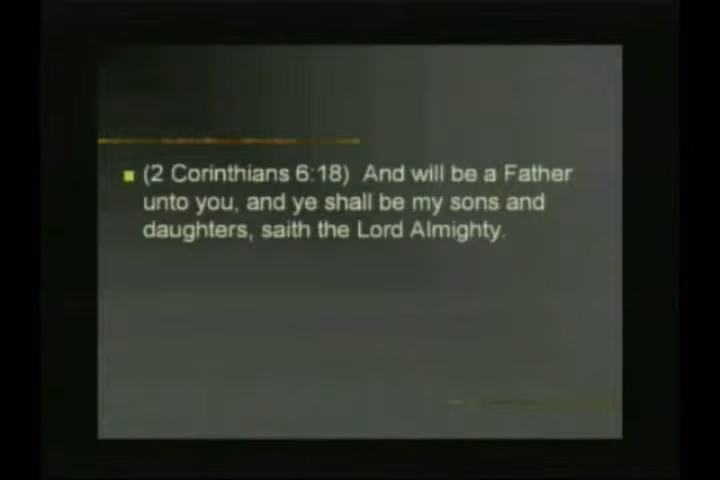 (2 Corinthians 6:18) And will be a Father
unto you, and ye shall be my sons and
daughters, saith the Lord Almighty.